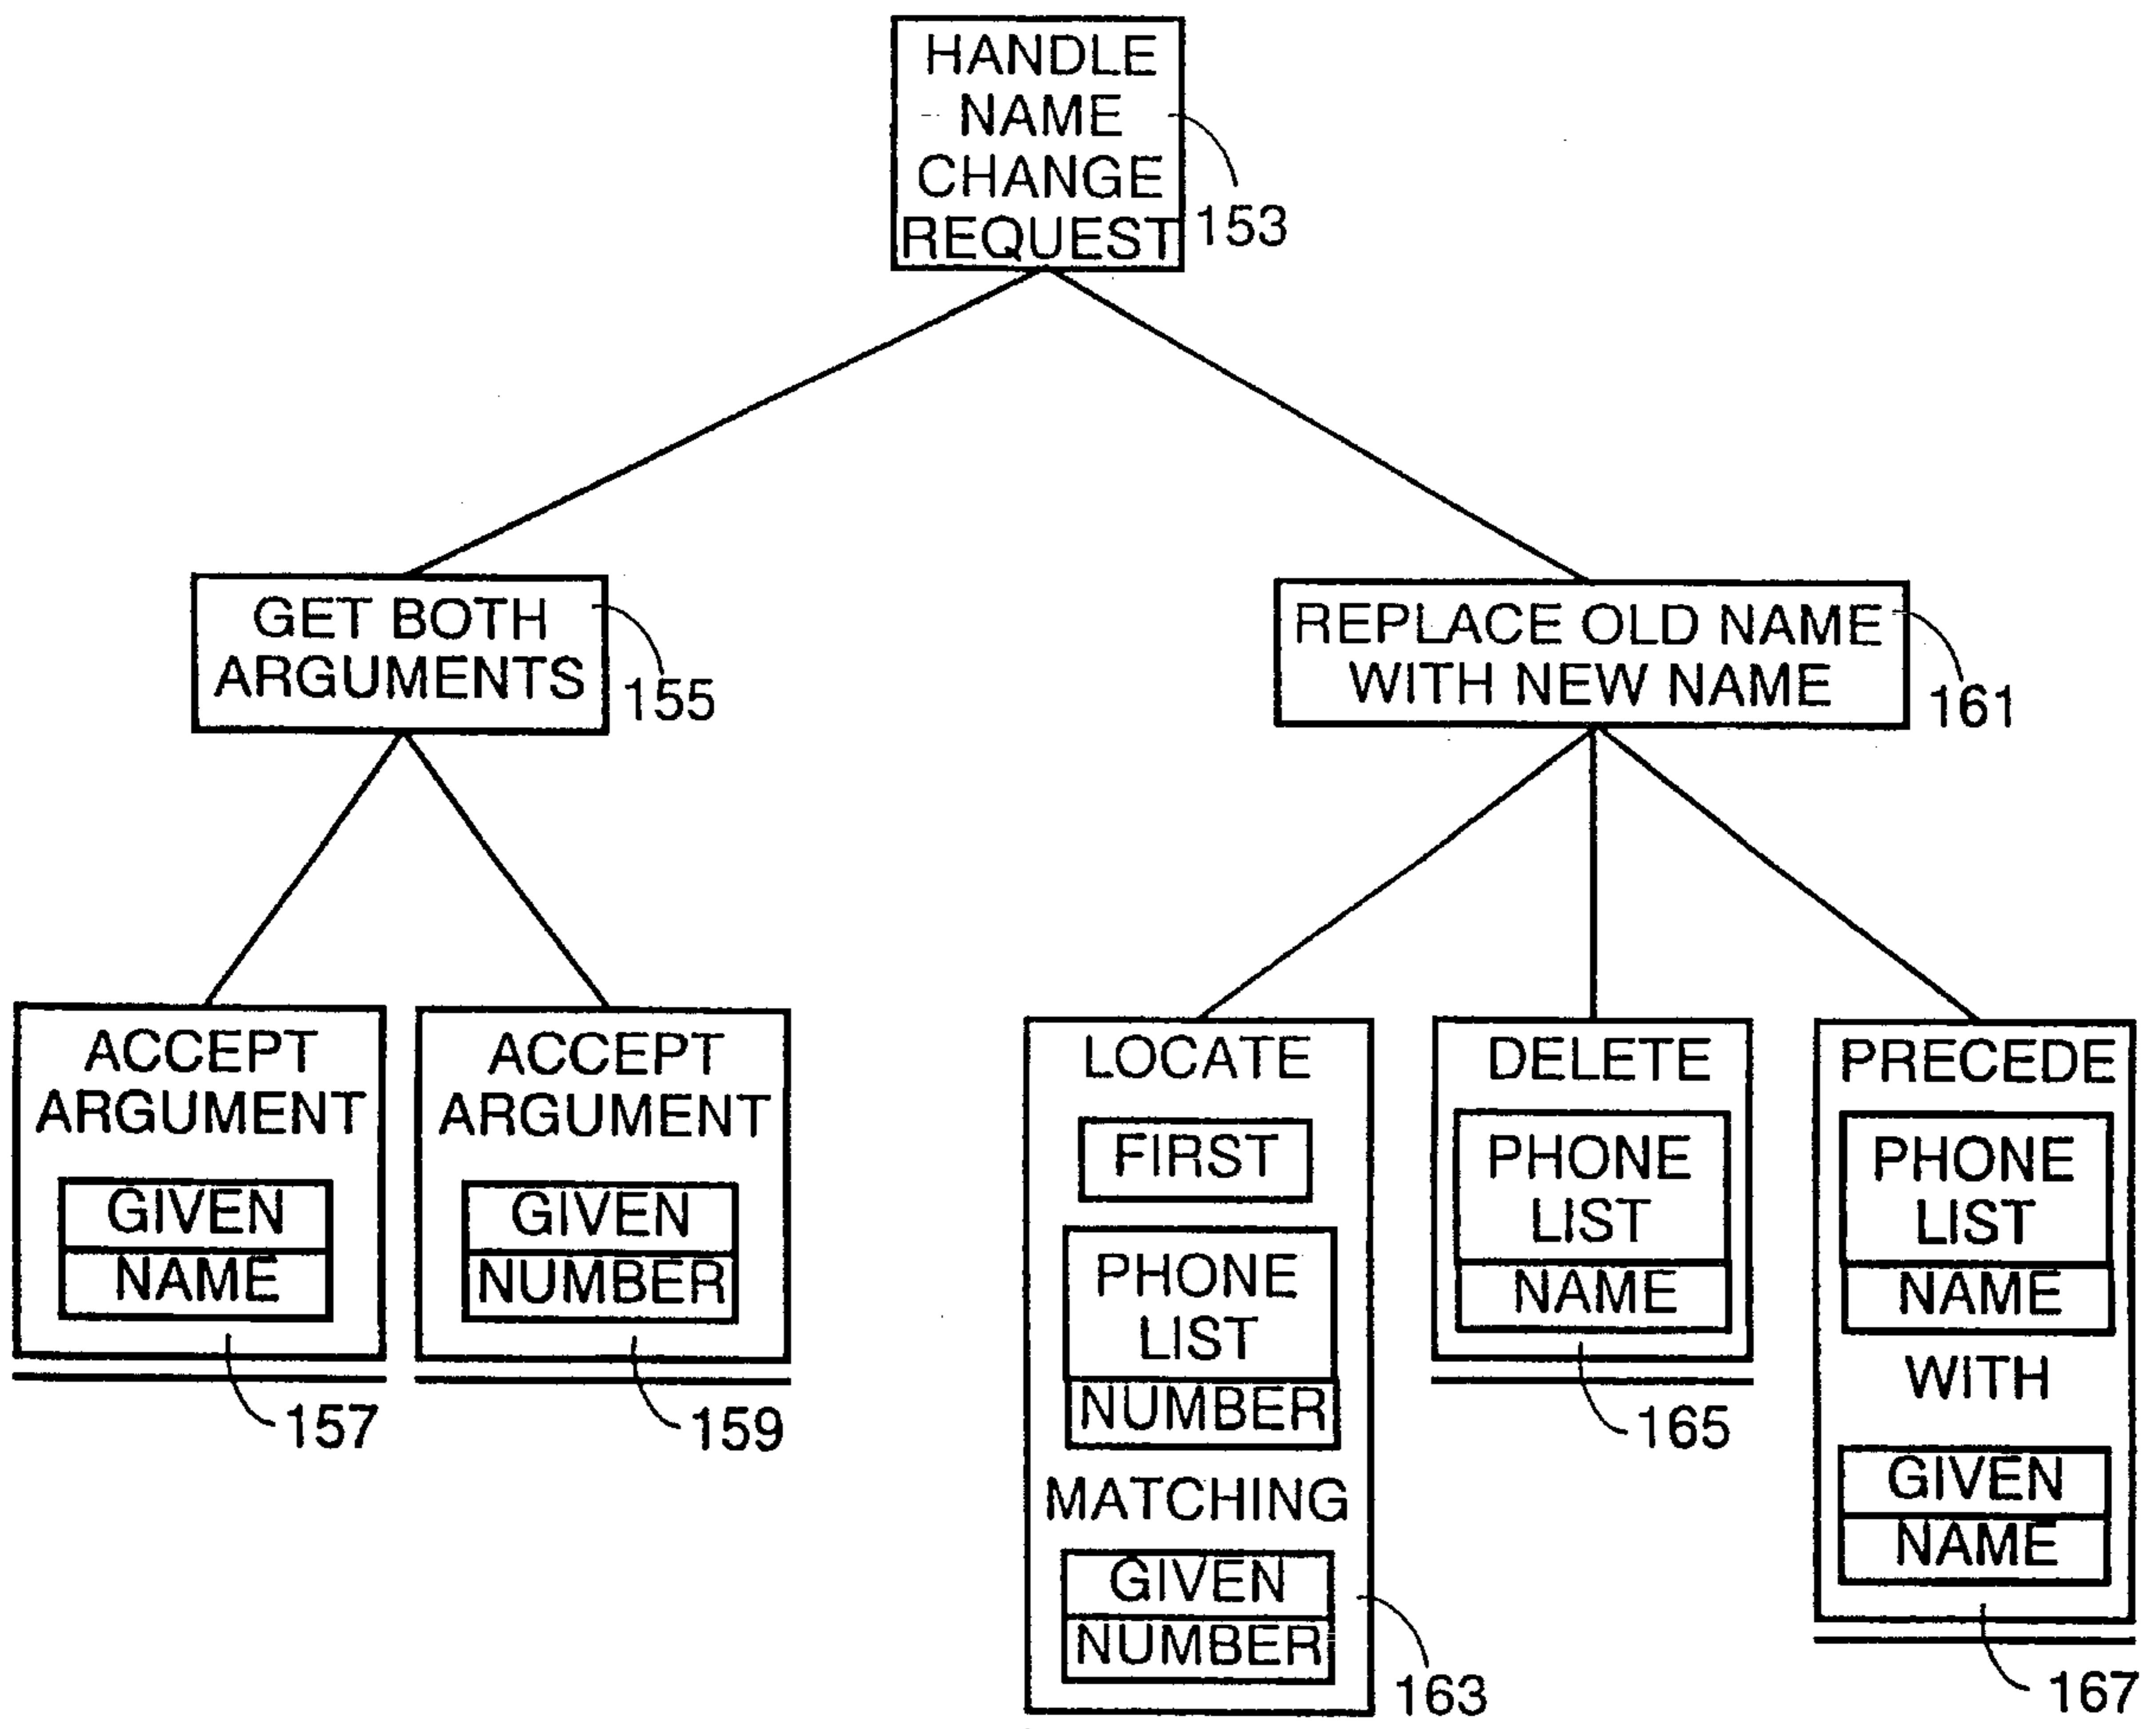 HANDLE
NAME
CHANGE
REQUEST
153
GET BOTH
ARGUMENTS
155
REPLACE OLD NAME
WITH NEW NAME
161
ACCEPT
ARGUMENT
GIVEN
NAME
157
ACCEPT
ARGUMENT
GIVEN
NUMBER
159
LOCATE
FIRST
PHONE
LIST
NUMBER
MATCHING
GIVEN
NUMBER
163
DELETE
PHONE
LIST
NAME
165
PRECEDE
PHONE
LIST
NAME
WITH
GIVEN
NAME
167